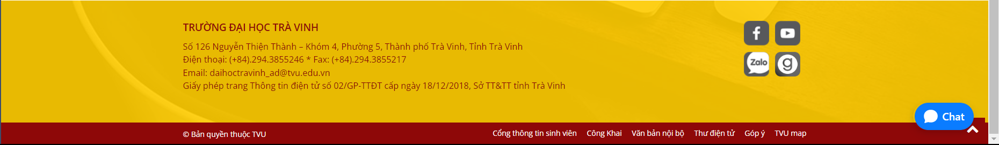 TRƯỜNG ĐẠI HỌC TRÀ VINH
Số 126 Nguyễn Thiện Thành – Khóm 4, Phường 5, Thành phố Trà Vinh, Tỉnh Trà Vinh
Điện thoại: (+84).294.3855246 * Fax: (+84).294.3855217
Email: daihoctravinh_ad@tvu.edu.vn
Giấy phép trang Thông tin điện tử số 02/GP-TTĐT cấp ngày 18/12/2018, Sở TT&TT tỉnh Trà Vinh
Zalo
Chat
© Bản quyền thuộc TVU
Cổng thông tin sinh viên Công Khai Văn bản nội bộ Thư điện tử Góp ý TVU map